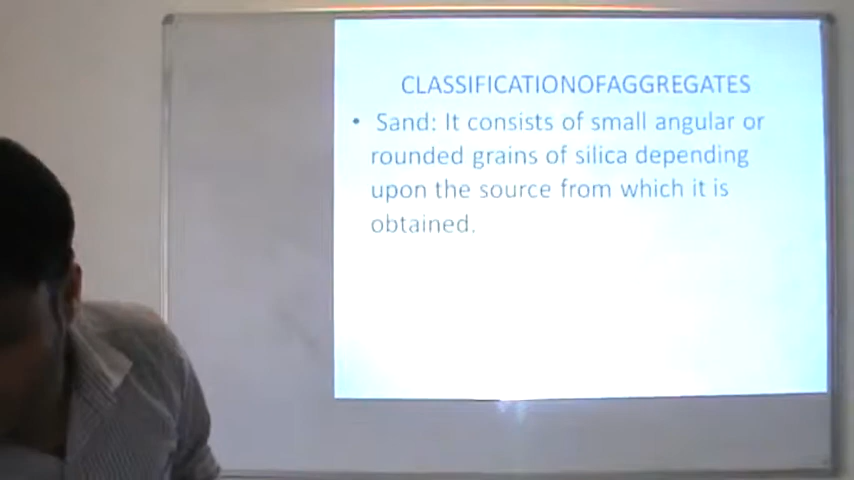 CLASSIFICATIONOFAGGREGATES
• Sand: It consists of small angular or
rounded grains of silica depending
upon the source from which it is
obtained.